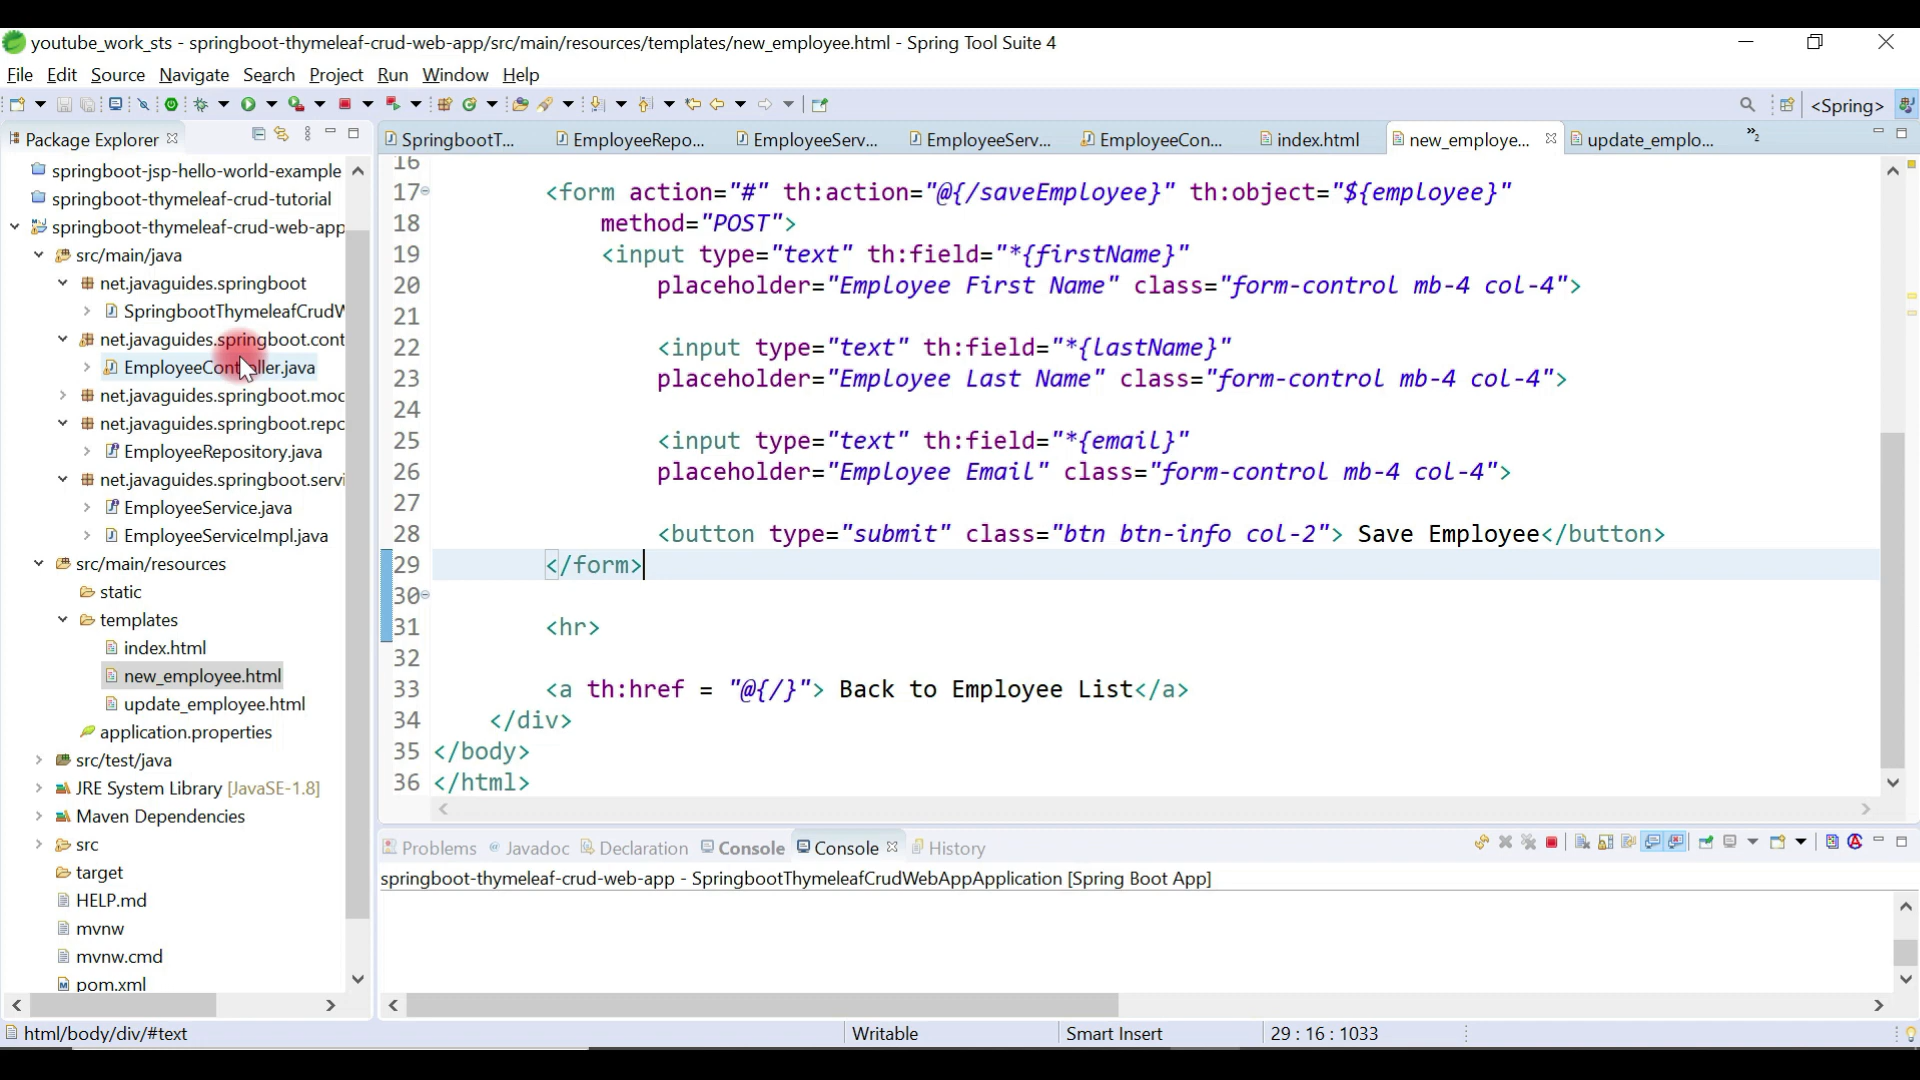 youtube_work_sts - springboot-thymeleaf-crud-web-app/src/main/resources/templates/new_employee.html - Spring Tool Suite 4
File Edit Source Navigate Search Project Run Window Help
<Spring>
Package Explorer
SpringbootT... EmployeeRepo... EmployeeServ... EmployeeServ... EmployeeCon... index.html new_employe... update_emplo... »2
springboot-jsp-hello-world-example
springboot-thymeleaf-crud-tutorial
springboot-thymeleaf-crud-web-app
src/main/java
net.javaguides.springboot
SpringbootThymeleafCrudW
net.javaguides.springboot.cont
EmployeeController.java
net.javaguides.springboot.moc
net.javaguides.springboot.repc
EmployeeRepository.java
net.javaguides.springboot.servi
EmployeeService.java
EmployeeServiceImpl.java
src/main/resources
static
templates
index.html
new_employee.html
update_employee.html
application.properties
src/test/java
JRE System Library [JavaSE-1.8]
Maven Dependencies
src
target
HELP.md
mvnw
mvnw.cmd
pom.xml
16
17 <form action="#" th:action="@{/saveEmployee}" th:object="${employee}"
18 method="POST">
19 <input type="text" th:field="*{firstName}"
20 placeholder="Employee First Name" class="form-control mb-4 col-4">
21
22 <input type="text" th:field="*{lastName}"
23 placeholder="Employee Last Name" class="form-control mb-4 col-4">
24
25 <input type="text" th:field="*{email}"
26 placeholder="Employee Email" class="form-control mb-4 col-4">
27
28 <button type="submit" class="btn btn-info col-2"> Save Employee</button>
29 </form>
30
31 <hr>
32
33 <a th:href = "@{/}"> Back to Employee List</a>
34 </div>
35 </body>
36 </html>
Problems Javadoc Declaration Console Console History
springboot-thymeleaf-crud-web-app - SpringbootThymeleafCrudWebAppApplication [Spring Boot App]
html/body/div/#text Writable Smart Insert 29 : 16 : 1033